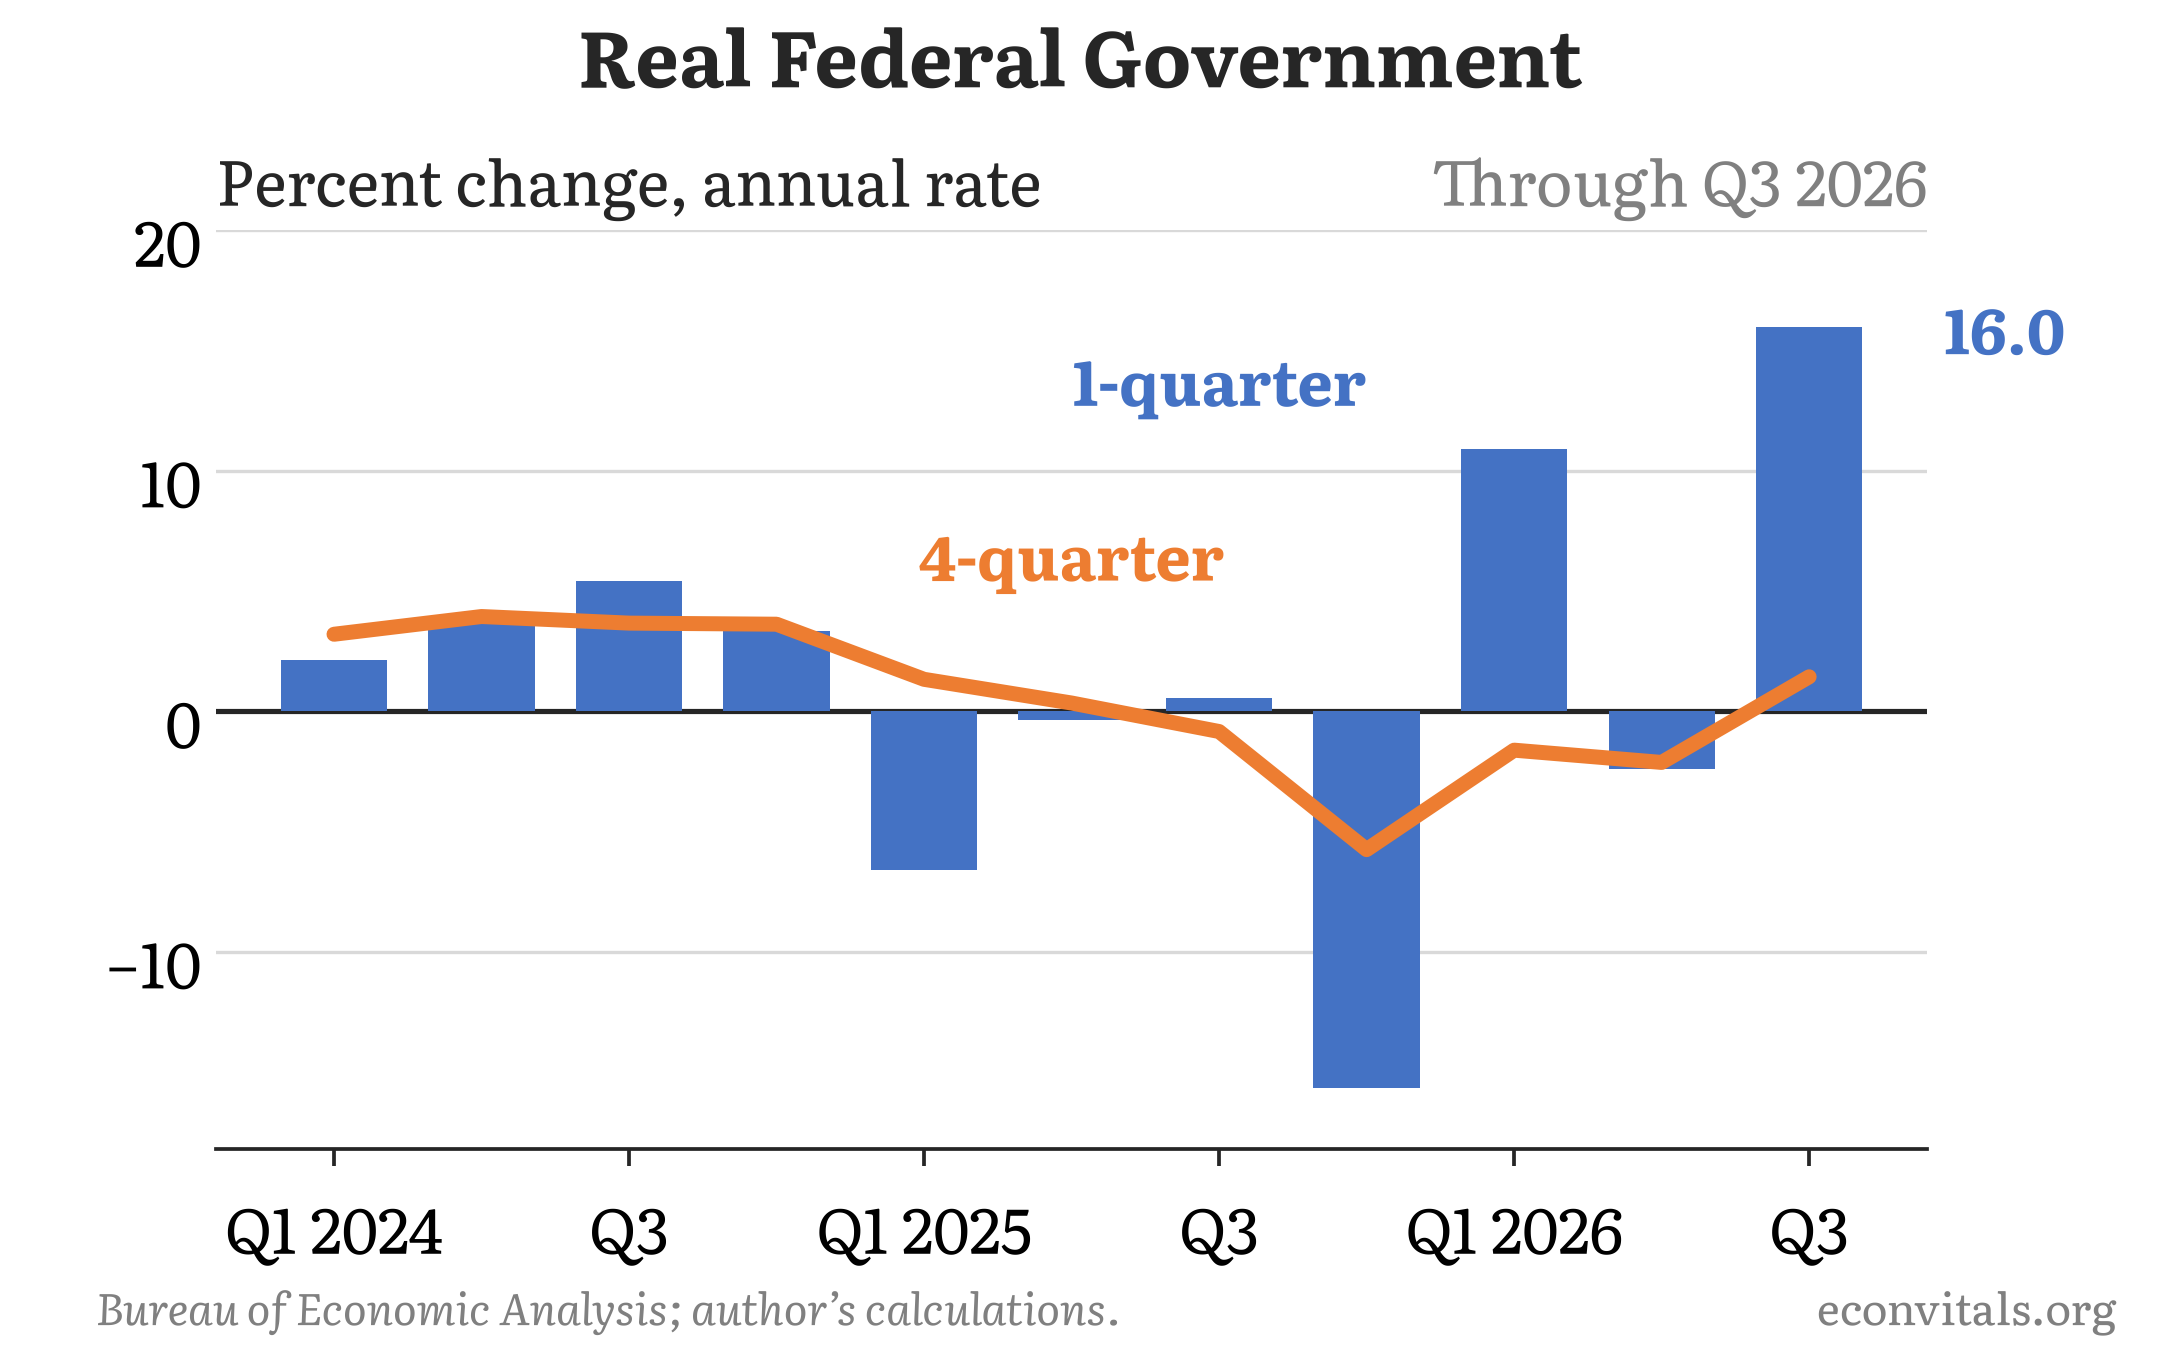 Real Federal Government
Percent change, annual rate
Through Q3 2026
20
16.0
1-quarter
10
4-quarter
0
−10
Q1 2024 Q3 Q1 2025 Q3 Q1 2026 Q3
Bureau of Economic Analysis; author’s calculations.
econvitals.org